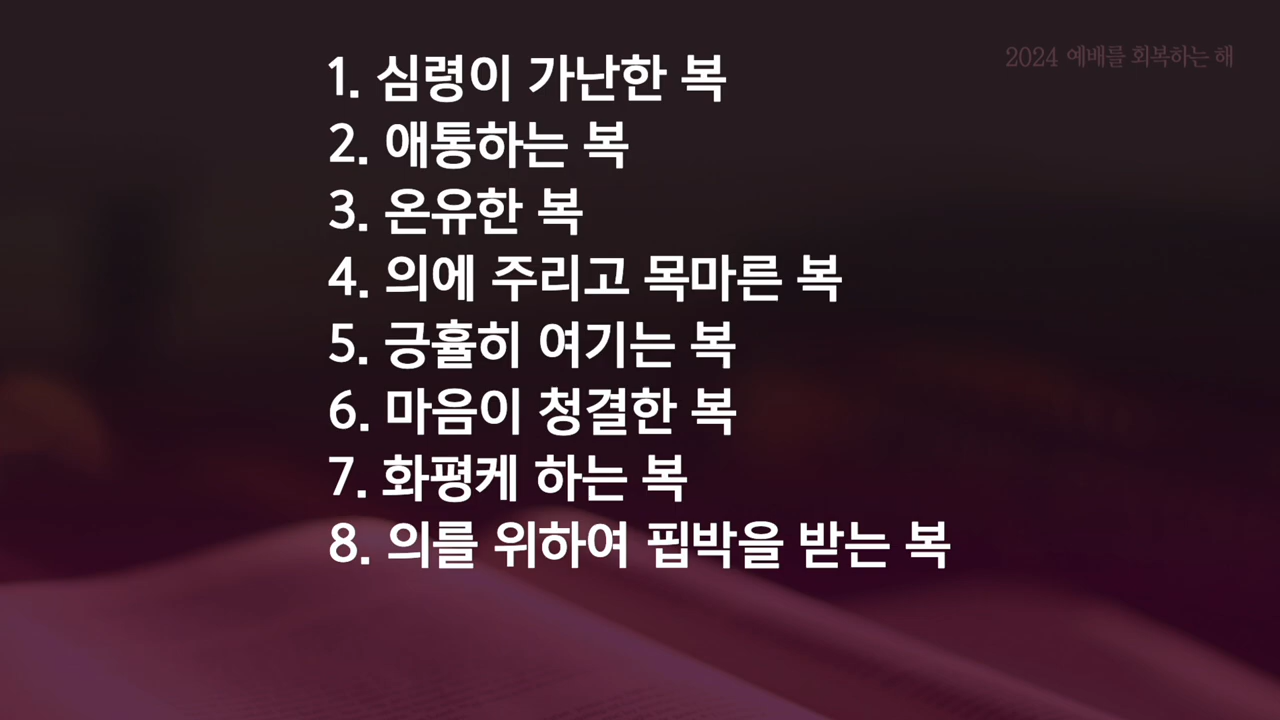 2024 예배를 회복하는 해
1. 심령이 가난한 복
2. 애통하는 복
3. 온유한 복
4. 의에 주리고 목마른 복
5. 긍휼히 여기는 복
6. 마음이 청결한 복
7. 화평케 하는 복
8. 의를 위하여 핍박을 받는 복